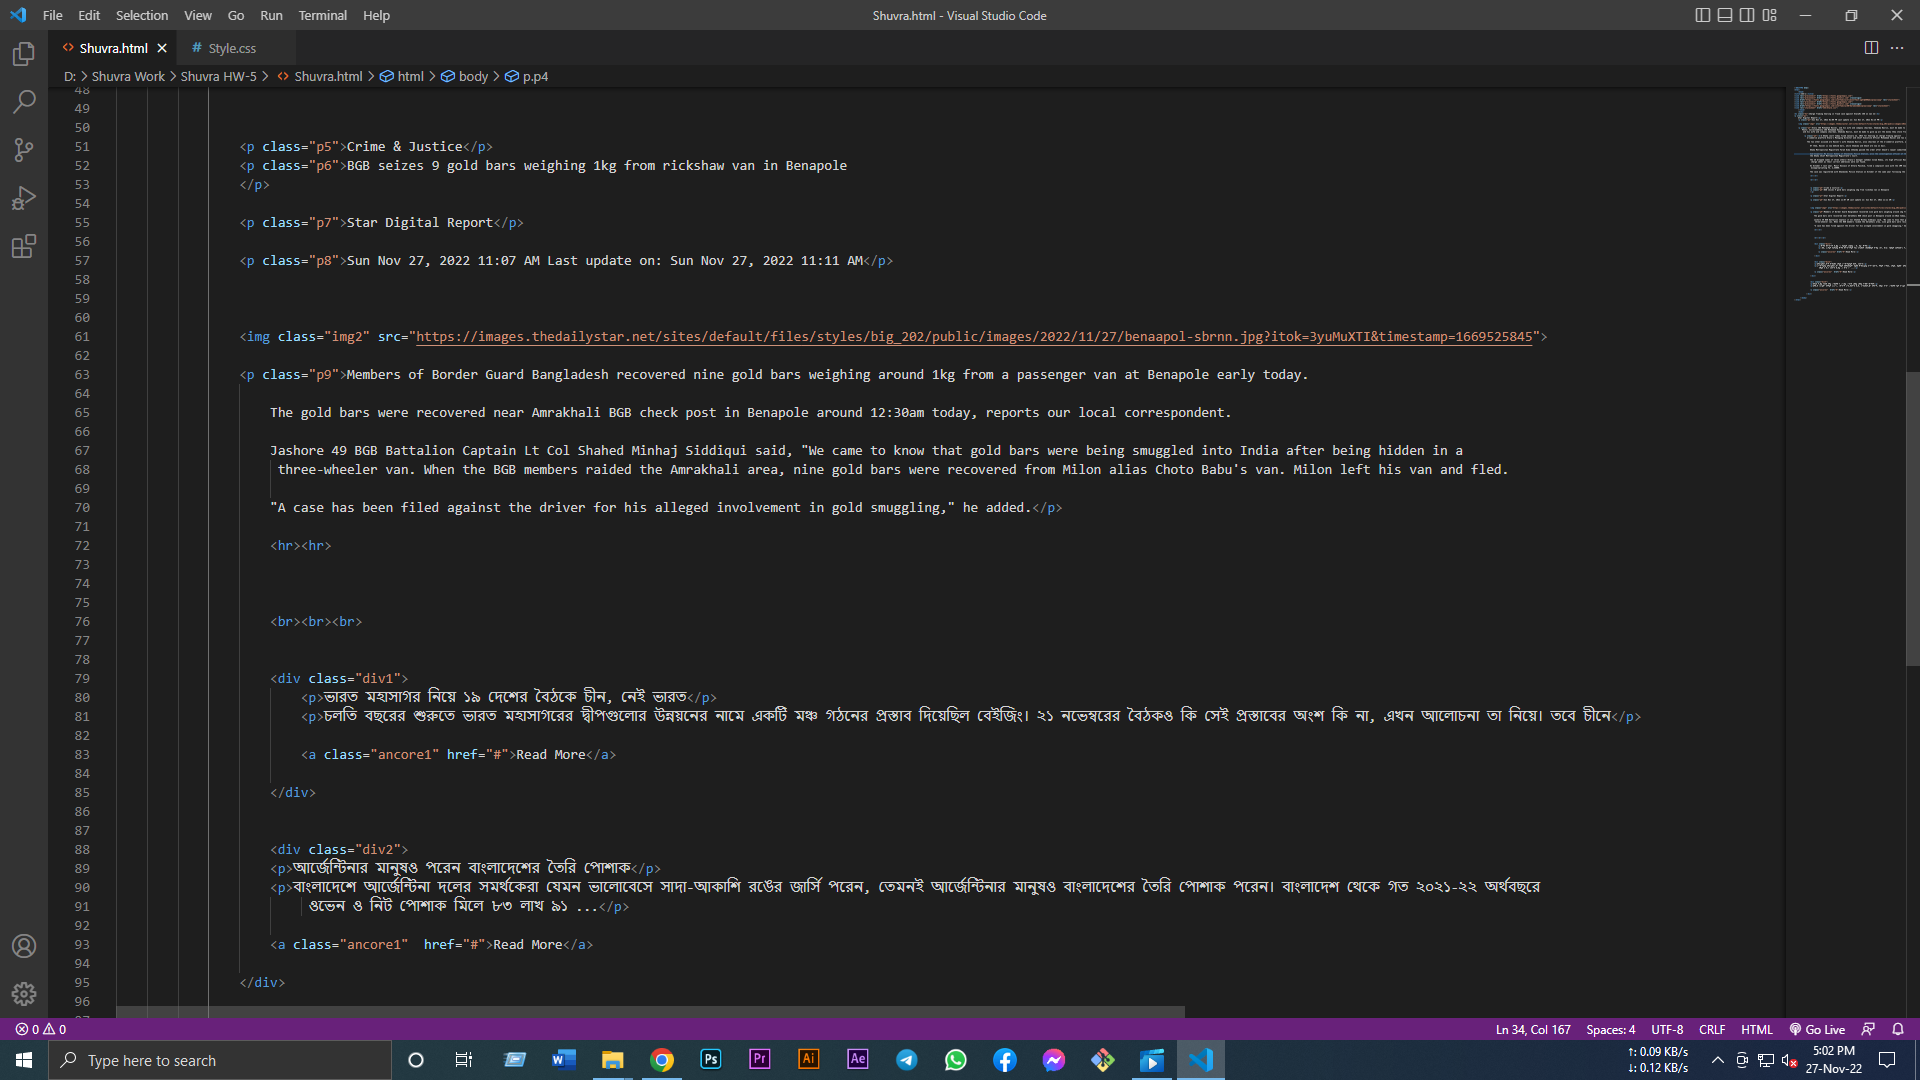 File Edit Selection View Go Run Terminal Help
Shuvra.html - Visual Studio Code
Shuvra.html
# Style.css
D: > Shuvra Work > Shuvra HW-5 > Shuvra.html > html > body > p.p4
48
49
50
51 <p class="p5">Crime & Justice</p>
52 <p class="p6">BGB seizes 9 gold bars weighing 1kg from rickshaw van in Benapole
53 </p>
54
55 <p class="p7">Star Digital Report</p>
56
57 <p class="p8">Sun Nov 27, 2022 11:07 AM Last update on: Sun Nov 27, 2022 11:11 AM</p>
58
59
60
61 <img class="img2" src="https://images.thedailystar.net/sites/default/files/styles/big_202/public/images/2022/11/27/benaapol-sbrnn.jpg?itok=3yuMuXTI&timestamp=1669525845">
62
63 <p class="p9">Members of Border Guard Bangladesh recovered nine gold bars weighing around 1kg from a passenger van at Benapole early today.
64
65 The gold bars were recovered near Amrakhali BGB check post in Benapole around 12:30am today, reports our local correspondent.
66
67 Jashore 49 BGB Battalion Captain Lt Col Shahed Minhaj Siddiqui said, "We came to know that gold bars were being smuggled into India after being hidden in a
68 three-wheeler van. When the BGB members raided the Amrakhali area, nine gold bars were recovered from Milon alias Choto Babu's van. Milon left his van and fled.
69
70 "A case has been filed against the driver for his alleged involvement in gold smuggling," he added.</p>
71
72 <hr><hr>
73
74
75
76 <br><br><br>
77
78
79 <div class="div1">
80 <p>ভারত মহাসাগর নিয়ে ১৯ দেশের বৈঠকে চীন, নেই ভারত</p>
81 <p>চলতি বছরের শুরুতে ভারত মহাসাগরের দ্বীপগুলোর উন্নয়নের নামে একটি মঞ্চ গঠনের প্রস্তাব দিয়েছিল বেইজিং। ২১ নভেম্বরের বৈঠকও কি সেই প্রস্তাবের অংশ কি না, এখন আলোচনা তা নিয়ে। তবে চীনে</p>
82
83 <a class="ancore1" href="#">Read More</a>
84
85 </div>
86
87
88 <div class="div2">
89 <p>আর্জেন্টিনার মানুষও পরেন বাংলাদেশের তৈরি পোশাক</p>
90 <p>বাংলাদেশে আর্জেন্টিনা দলের সমর্থকেরা যেমন ভালোবেসে সাদা-আকাশি রঙের জার্সি পরেন, তেমনই আর্জেন্টিনার মানুষও বাংলাদেশের তৈরি পোশাক পরেন। বাংলাদেশ থেকে গত ২০২১-২২ অর্থবছরে
91 ওভেন ও নিট পোশাক মিলে ৮৩ লাখ ৯১ ...</p>
92
93 <a class="ancore1"  href="#">Read More</a>
94
95 </div>
96
0 0
Ln 34, Col 167 Spaces: 4 UTF-8 CRLF HTML Go Live
Type here to search
W Ps Pr Ai Ae
↑: 0.09 KB/s
↓: 0.12 KB/s
5:02 PM
27-Nov-22